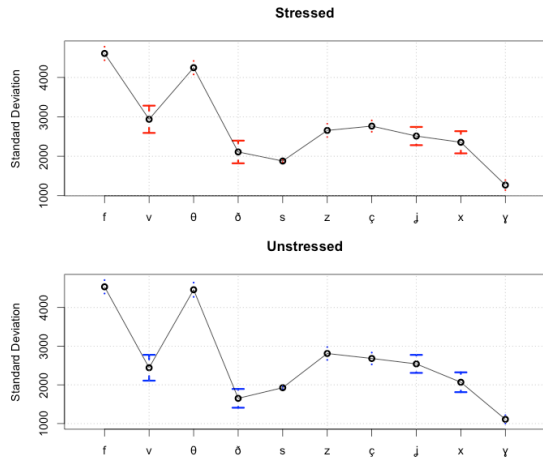 Stressed
Standard Deviation
4000
3000
2000
1000
f v θ ð s z ç ʝ x ɣ
Unstressed
Standard Deviation
4000
3000
2000
1000
f v θ ð s z ç ʝ x ɣ